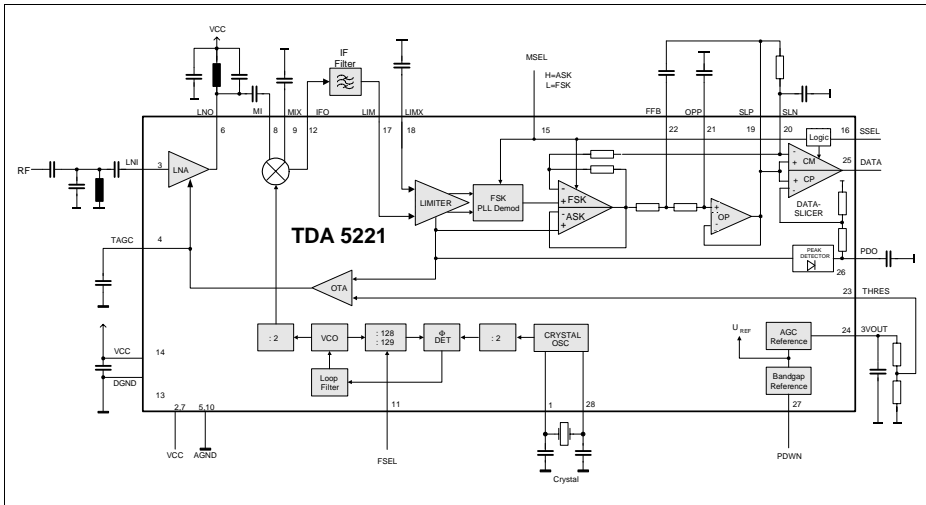 VCC
IF
Filter
MSEL
H=ASK
L=FSK
LNO
MI
MIX
IFO
LIM
LIMX
FFB
OPP
SLP
SLN
6
8
9
12
17
18
15
22
21
19
20
16
SSEL
Logic
RF
LNI
3
LNA
LIMITER
FSK
PLL Demod
-
+
FSK
-
+
ASK
+
-
OP
-
+
CM
+
CP
-
25
DATA
DATA-
SLICER
TDA 5221
TAGC
4
OTA
PEAK
DETECTOR
26
PDO
23
THRES
: 2
VCO
: 128
: 129
Φ
DET
: 2
CRYSTAL
OSC
U REF
AGC
Reference
24
3VOUT
VCC
14
DGND
13
Loop
Filter
Bandgap
Reference
2,7
5,10
11
1
28
27
VCC
AGND
FSEL
Crystal
PDWN